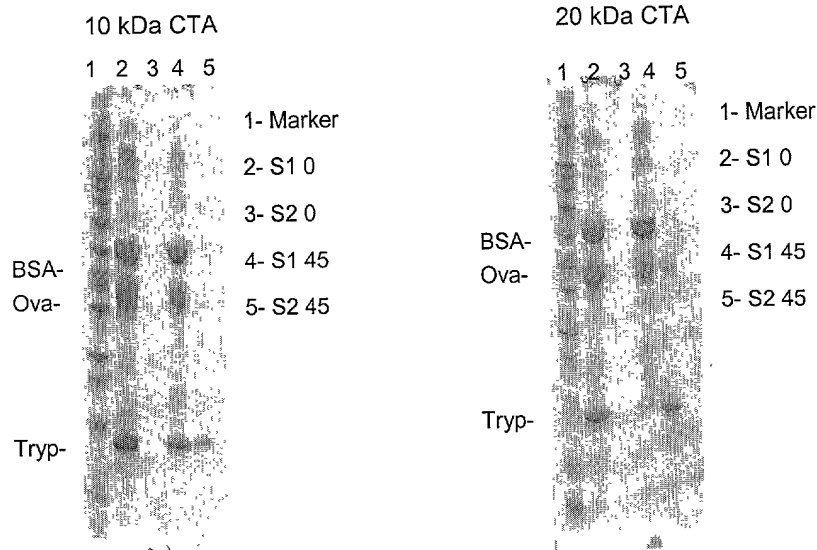 10 kDa CTA
1 2 3 4 5
1- Marker
2- S1 0
3- S2 0
4- S1 45
5- S2 45
BSA-
Ova-
Tryp-
20 kDa CTA
1 2 3 4 5
1- Marker
2- S1 0
3- S2 0
4- S1 45
5- S2 45
BSA-
Ova-
Tryp-